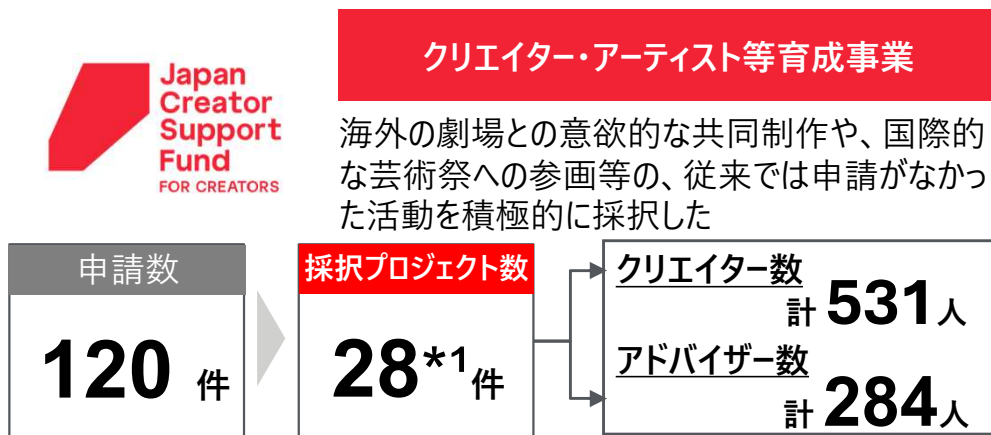 Japan
Creator
Support
Fund
FOR CREATORS
クリエイター・アーティスト等育成事業
海外の劇場との意欲的な共同制作や、国際的
な芸術祭への参画等の、従来では申請がなかっ
た活動を積極的に採択した
申請数
120 件
採択プロジェクト数
28*1件
クリエイター数
計 531人
アドバイザー数
計 284人